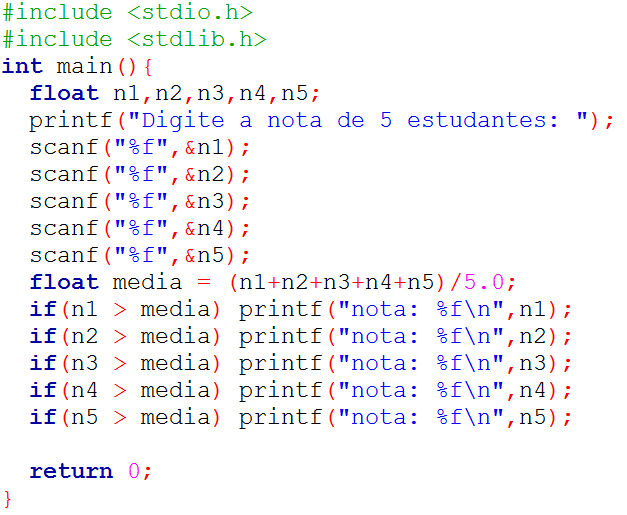 #include <stdio.h>
#include <stdlib.h>
int main(){
  float n1,n2,n3,n4,n5;
  printf("Digite a nota de 5 estudantes: ");
  scanf("%f",&n1);
  scanf("%f",&n2);
  scanf("%f",&n3);
  scanf("%f",&n4);
  scanf("%f",&n5);
  float media = (n1+n2+n3+n4+n5)/5.0;
  if(n1 > media) printf("nota: %f\n",n1);
  if(n2 > media) printf("nota: %f\n",n2);
  if(n3 > media) printf("nota: %f\n",n3);
  if(n4 > media) printf("nota: %f\n",n4);
  if(n5 > media) printf("nota: %f\n",n5);

  return 0;
}